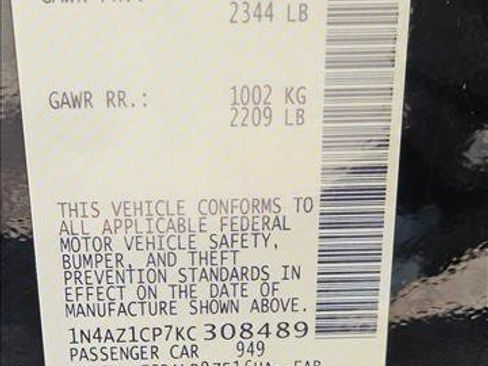 2344 LB
GAWR RR.: 1002 KG
2209 LB
THIS VEHICLE CONFORMS TO
ALL APPLICABLE FEDERAL
MOTOR VEHICLE SAFETY,
BUMPER, AND THEFT
PREVENTION STANDARDS IN
EFFECT ON THE DATE OF
MANUFACTURE SHOWN ABOVE.
1N4AZ1CP7KC308489
PASSENGER CAR 949